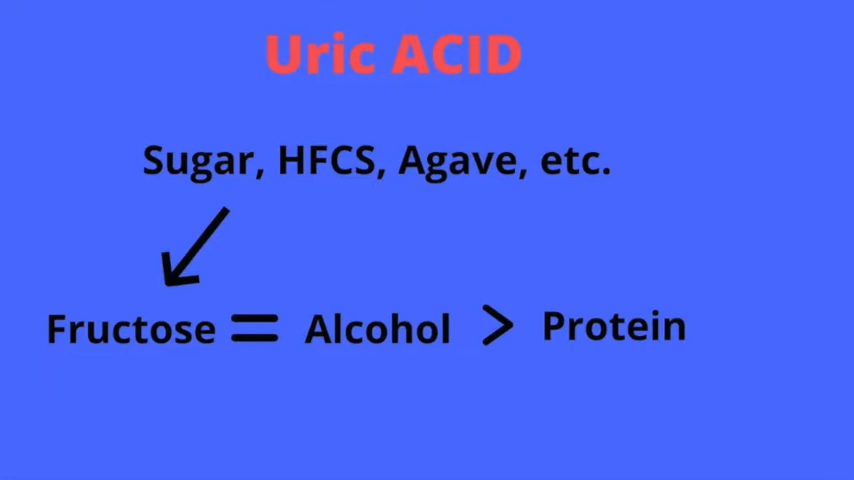 Uric ACID
Sugar, HFCS, Agave, etc.
Fructose = Alcohol > Protein